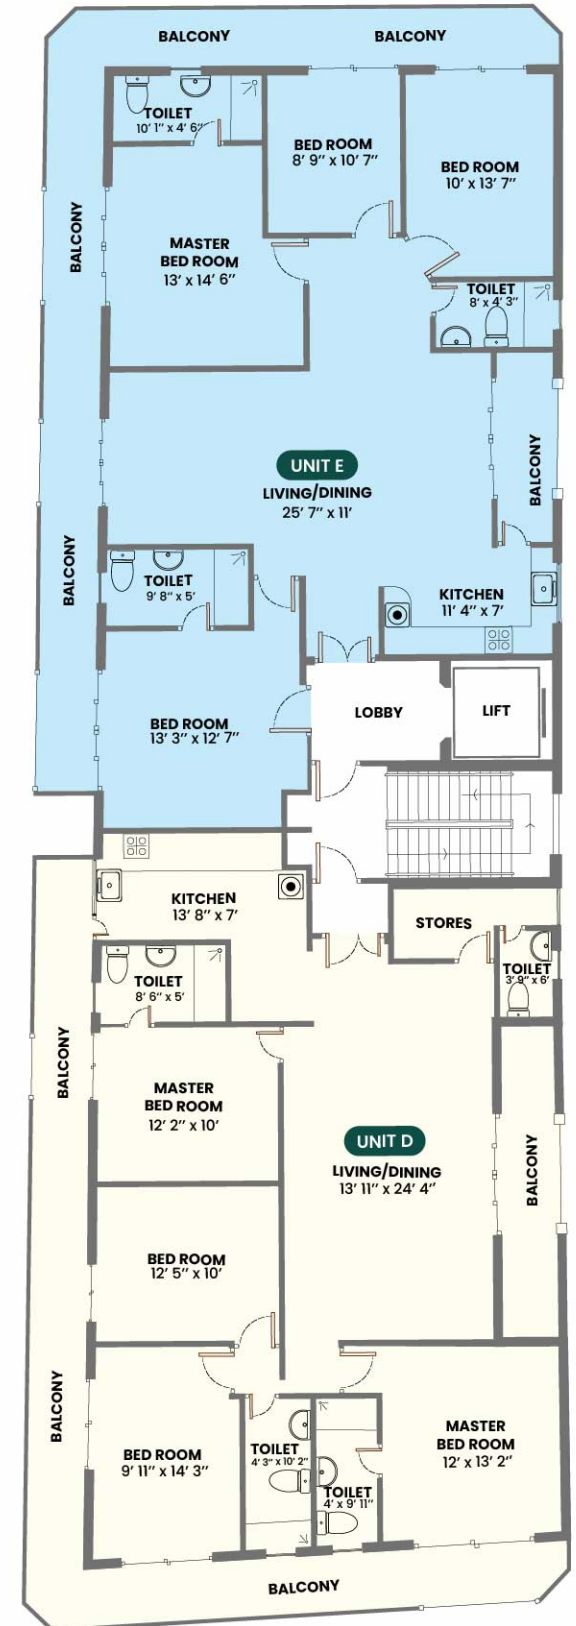 BALCONY
BALCONY
TOILET
10' 1" x 4' 6"
BED ROOM
8' 9" x 10' 7"
BED ROOM
10' x 13' 7"
BALCONY
MASTER
BED ROOM
13' x 14' 6"
TOILET
8' x 4' 3"
UNIT E
LIVING/DINING
25' 7" x 11'
BALCONY
BALCONY
TOILET
9' 8" x 5'
KITCHEN
11' 4" x 7'
BED ROOM
13' 3" x 12' 7"
LOBBY
LIFT
KITCHEN
13' 8" x 7'
STORES
TOILET
8' 6" x 5'
TOILET
3' 9" x 6'
BALCONY
MASTER
BED ROOM
12' 2" x 10'
UNIT D
LIVING/DINING
13' 11" x 24' 4"
BALCONY
BED ROOM
12' 5" x 10'
BALCONY
BED ROOM
9' 11" x 14' 3"
TOILET
4' 3" x 10' 2"
TOILET
4' x 9' 11"
MASTER
BED ROOM
12' x 13' 2"
BALCONY